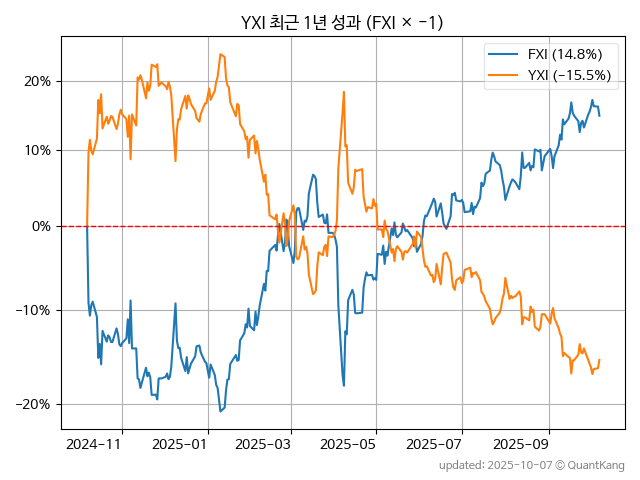 YXI 최근 1년 성과 (FXI × −1)
FXI (14.8%)
YXI (−15.5%)
20%
10%
0%
−10%
−20%
2024−11
2025−01
2025−03
2025−05
2025−07
2025−09
updated: 2025-10-07 © QuantKang